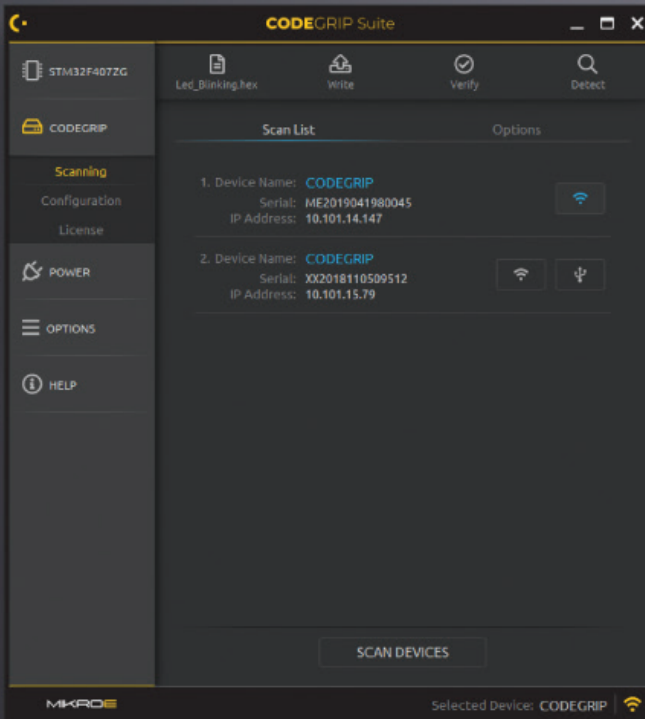 CODEGRIP Suite
STM32F407ZG
CODEGRIP
Scanning
Configuration
License
POWER
OPTIONS
HELP
Led_Blinking.hex
Write
Verify
Detect
Scan List
Options
1. Device Name: CODEGRIP
Serial: ME2019041980045
IP Address: 10.101.14.147
2. Device Name: CODEGRIP
Serial: XX2018110509512
IP Address: 10.101.15.79
SCAN DEVICES
MIKROE
Selected Device: CODEGRIP